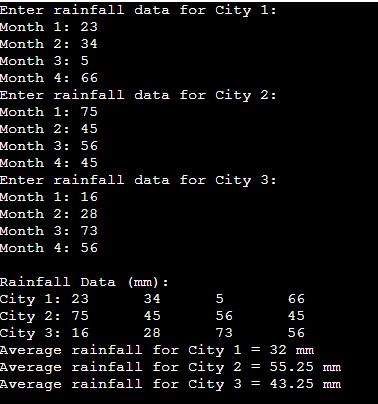 Enter rainfall data for City 1:
Month 1: 23
Month 2: 34
Month 3: 5
Month 4: 66
Enter rainfall data for City 2:
Month 1: 75
Month 2: 45
Month 3: 56
Month 4: 45
Enter rainfall data for City 3:
Month 1: 16
Month 2: 28
Month 3: 73
Month 4: 56
Rainfall Data (mm):
City 1: 23 34 5 66
City 2: 75 45 56 45
City 3: 16 28 73 56
Average rainfall for City 1 = 32 mm
Average rainfall for City 2 = 55.25 mm
Average rainfall for City 3 = 43.25 mm